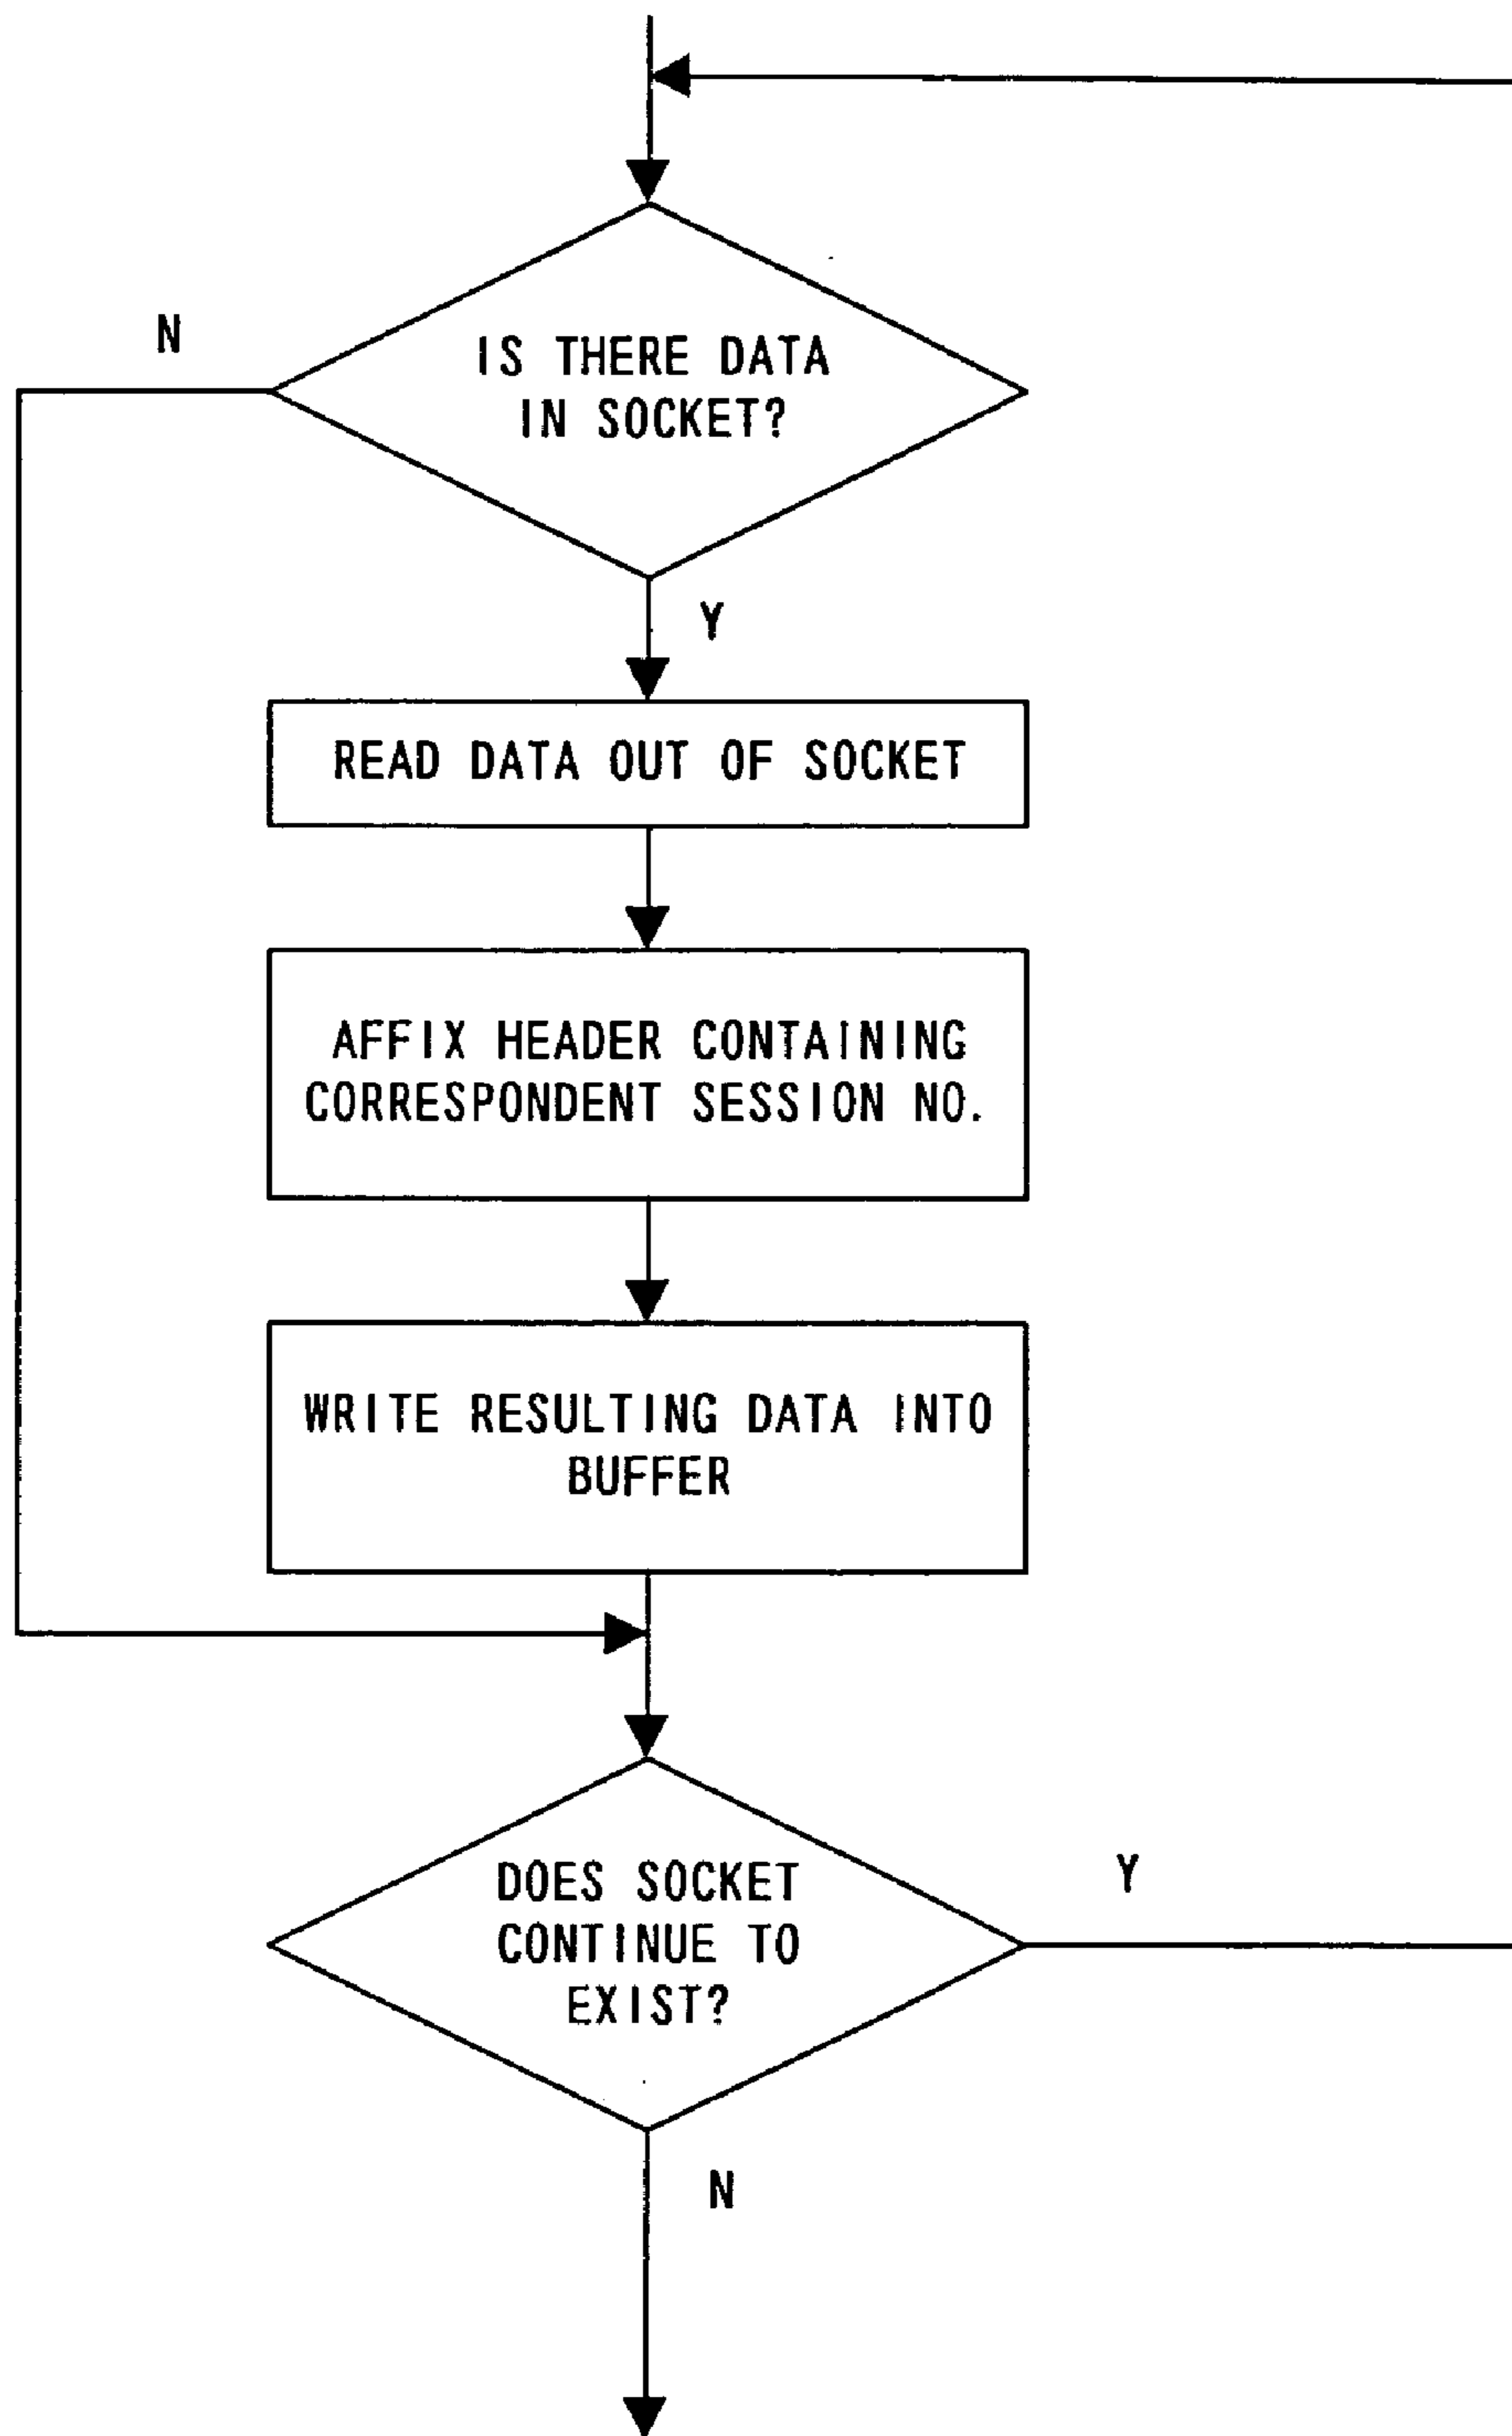 N
IS THERE DATA
IN SOCKET?
Y
READ DATA OUT OF SOCKET
AFFIX HEADER CONTAINING
CORRESPONDENT SESSION NO.
WRITE RESULTING DATA INTO
BUFFER
DOES SOCKET
CONTINUE TO
EXIST?
Y
N